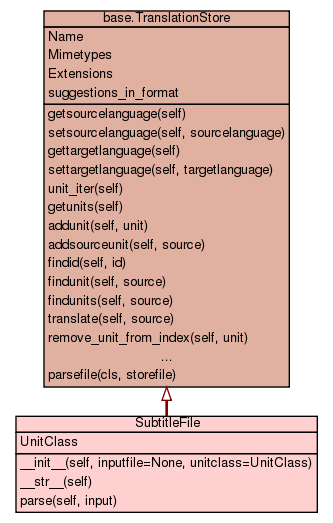 base.TranslationStore
Name
Mimetypes
Extensions
suggestions_in_format
getsourcelanguage(self)
setsourcelanguage(self, sourcelanguage)
gettargetlanguage(self)
settargetlanguage(self, targetlanguage)
unit_iter(self)
getunits(self)
addunit(self, unit)
addsourceunit(self, source)
findid(self, id)
findunit(self, source)
findunits(self, source)
translate(self, source)
remove_unit_from_index(self, unit)
...
parsefile(cls, storefile)
SubtitleFile
UnitClass
__init__(self, inputfile=None, unitclass=UnitClass)
__str__(self)
parse(self, input)